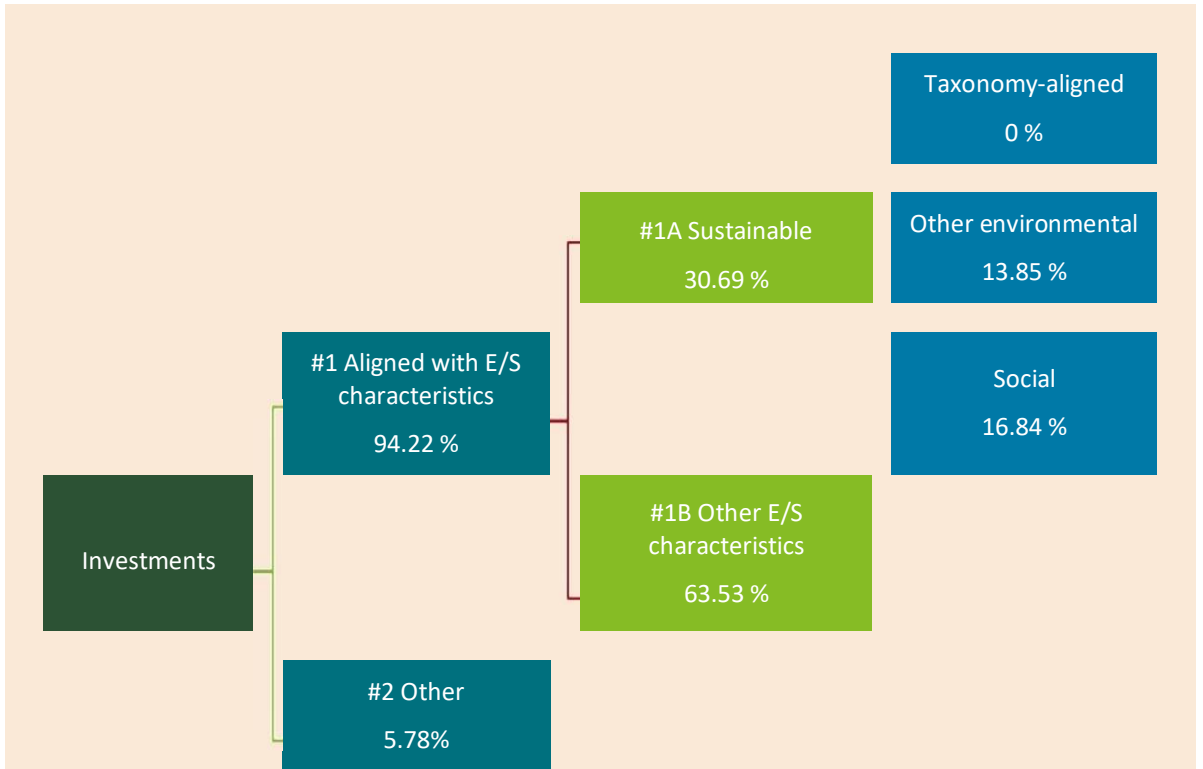 Taxonomy-aligned
0 %
#1A Sustainable
30.69 %
Other environmental
13.85 %
#1 Aligned with E/S
characteristics
94.22 %
Social
16.84 %
Investments
#1B Other E/S
characteristics
63.53 %
#2 Other
5.78%